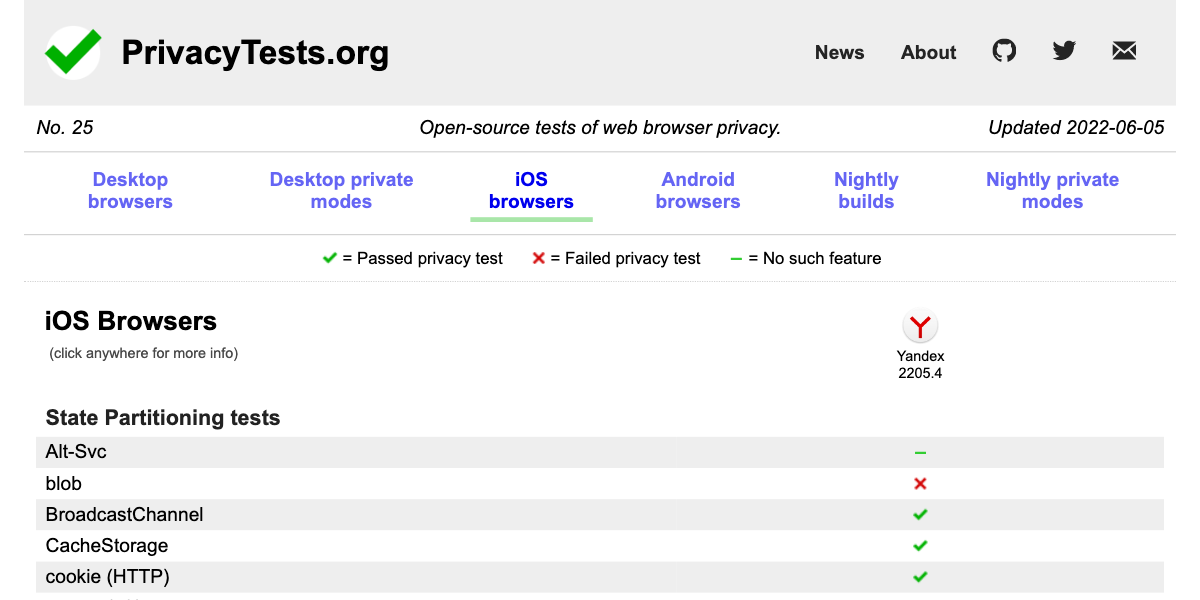 PrivacyTests.org
News About
No. 25 Open-source tests of web browser privacy. Updated 2022-06-05
Desktop browsers Desktop private modes iOS browsers Android browsers Nightly builds Nightly private modes
= Passed privacy test = Failed privacy test = No such feature
iOS Browsers
(click anywhere for more info)
Yandex
2205.4
State Partitioning tests
Alt-Svc
blob
BroadcastChannel
CacheStorage
cookie (HTTP)